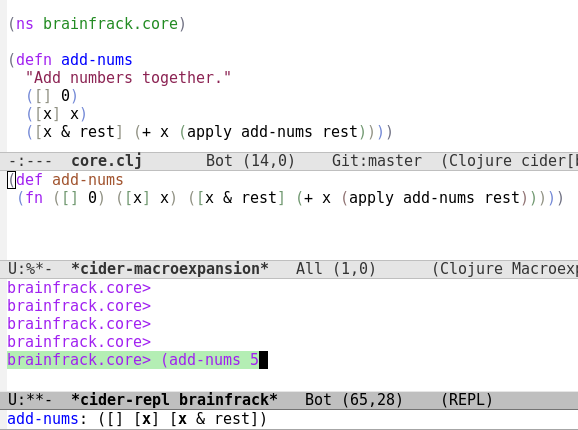 (ns brainfrack.core)
(defn add-nums
"Add numbers together."
([] 0)
([x] x)
([x & rest] (+ x (apply add-nums rest))))
-:--- core.clj Bot (14,0) Git:master (Clojure cider[b
(def add-nums
(fn ([] 0) ([x] x) ([x & rest] (+ x (apply add-nums rest)))))
U:%*- *cider-macroexpansion* All (1,0) (Clojure Macroexp
brainfrack.core>
brainfrack.core>
brainfrack.core>
brainfrack.core>
brainfrack.core> (add-nums 5
U:**- *cider-repl brainfrack* Bot (65,28) (REPL)
add-nums: ([] [x] [x & rest])